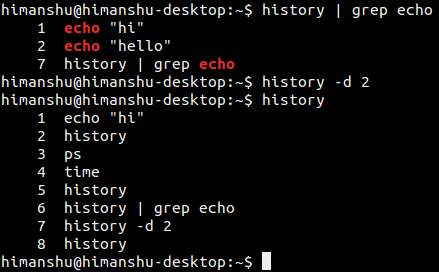 himanshu@himanshu-desktop:~$ history | grep echo
    1  echo "hi"
    2  echo "hello"
    7  history | grep echo
himanshu@himanshu-desktop:~$ history -d 2
himanshu@himanshu-desktop:~$ history
    1  echo "hi"
    2  history
    3  ps
    4  time
    5  history
    6  history | grep echo
    7  history -d 2
    8  history
himanshu@himanshu-desktop:~$